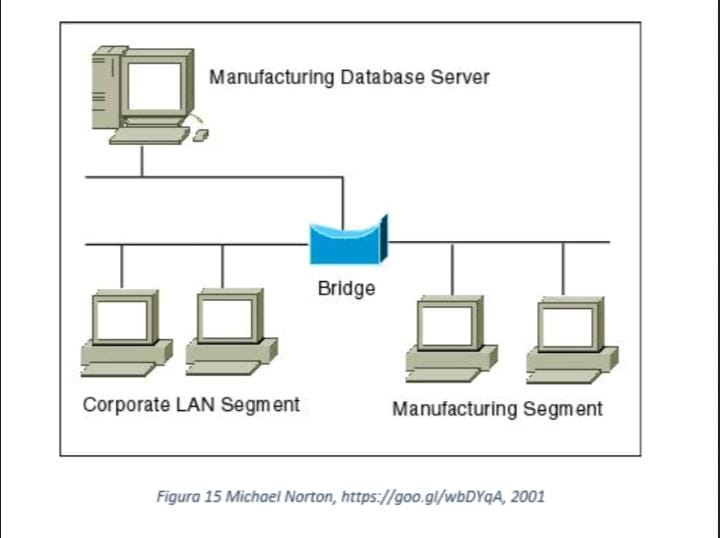 Manufacturing Database Server
Bridge
Corporate LAN Segment
Manufacturing Segment
Figura 15 Michael Norton, https://goo.gl/wbDYqA, 2001